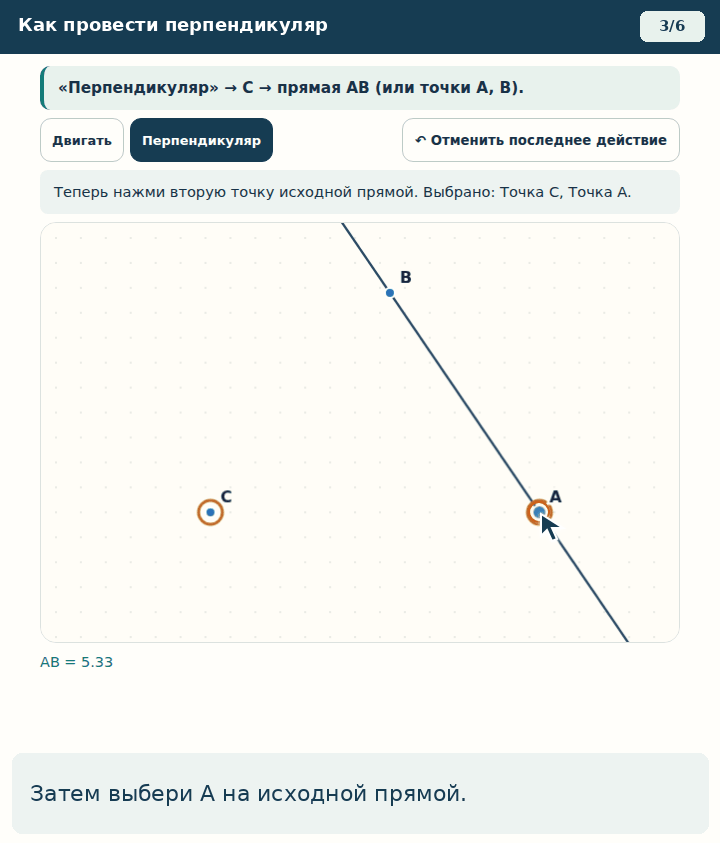 Как провести перпендикуляр
3/6
«Перпендикуляр» → C → прямая AB (или точки A, B).
Двигать
Перпендикуляр
↶ Отменить последнее действие
Теперь нажми вторую точку исходной прямой. Выбрано: Точка C, Точка A.
B
C
A
AB = 5.33
Затем выбери A на исходной прямой.